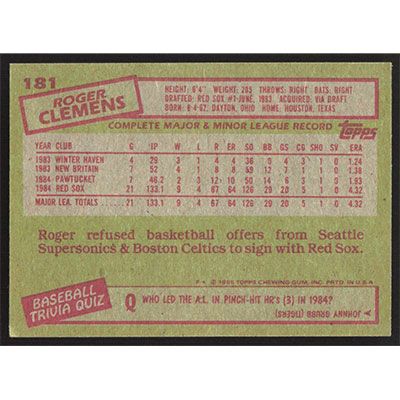 181
ROGER
CLEMENS
HEIGHT: 6'4" WEIGHT: 205 THROWS: RIGHT BATS: RIGHT
DRAFTED: RED SOX #1-JUNE, 1983 ACQUIRED: VIA DRAFT
BORN: 8-4-62, DAYTON, OHIO HOME: HOUSTON, TEXAS
COMPLETE MAJOR & MINOR LEAGUE RECORD topps
YEAR CLUB G IP W L R ER SO BB GS CG SHO SV ERA
1983 WINTER HAVEN 4 29 3 1 4 4 36 0 4 3 1 0 1.24
1983 NEW BRITAIN 7 52 4 1 8 8 59 12 7 1 1 0 1.38
1984 PAWTUCKET 7 46.2 2 3 12 10 50 14 6 3 1 0 1.93
1984 RED SOX 21 133.1 9 4 67 64 126 29 20 5 1 0 4.32
MAJOR LEA. TOTALS 21 133.1 9 4 67 64 126 29 20 5 1 0 4.32
Roger refused basketball offers from Seattle
Supersonics & Boston Celtics to sign with Red Sox.
© 1985 TOPPS CHEWING GUM, INC. PRTD. IN U.S.A.
BASEBALL
TRIVIA QUIZ
Q WHO LED THE A.L. IN PINCH-HIT HR's (3) IN 1984?
A JOHNNY GRUBB (TIGERS)